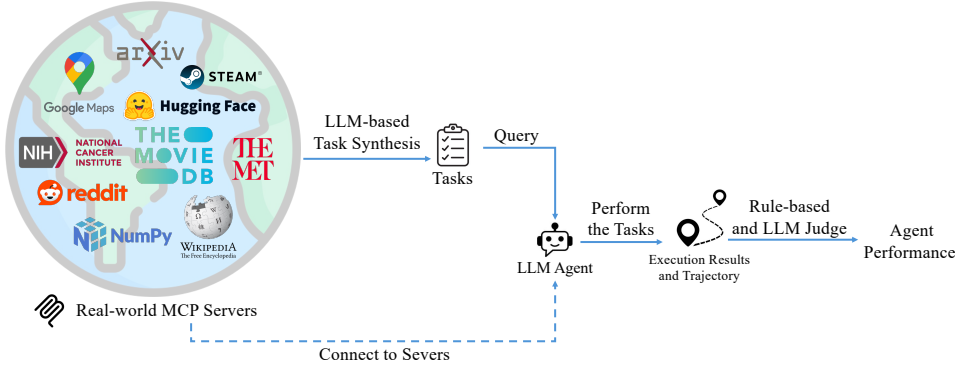 arXiv
STEAM®
Google Maps
Hugging Face
NIH
NATIONAL
CANCER
INSTITUTE
THE
MOVIE
DB
THE
MET
reddit
NumPy
WIKIPEDIA
The Free Encyclopedia
Real-world MCP Servers
LLM-based
Task Synthesis
Tasks
Query
LLM Agent
Connect to Severs
Perform
the Tasks
Execution Results
and Trajectory
Rule-based
and LLM Judge
Agent
Performance